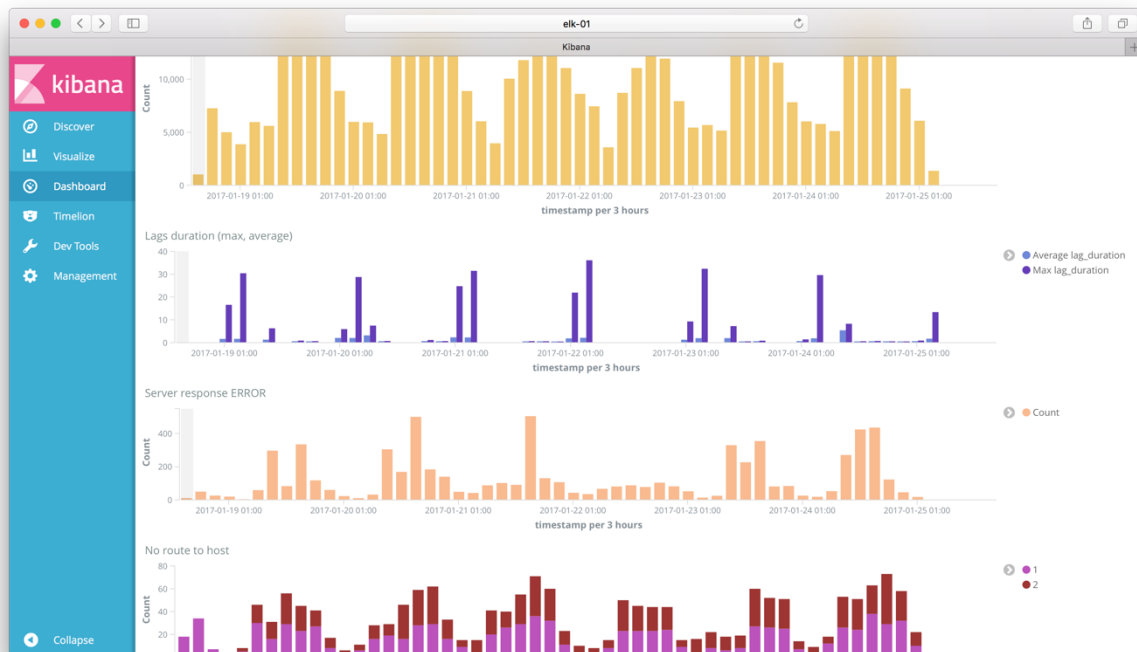 elk-01
Kibana
kibana
Discover
Visualize
Dashboard
Timelion
Dev Tools
Management
Collapse
Count
10,000
5,000
0
2017-01-19 01:00 2017-01-20 01:00 2017-01-21 01:00 2017-01-22 01:00 2017-01-23 01:00 2017-01-24 01:00 2017-01-25 01:00
timestamp per 3 hours
Lags duration (max, average)
40
30
20
10
0
2017-01-19 01:00 2017-01-20 01:00 2017-01-21 01:00 2017-01-22 01:00 2017-01-23 01:00 2017-01-24 01:00 2017-01-25 01:00
timestamp per 3 hours
Average lag_duration
Max lag_duration
Server response ERROR
Count
400
200
0
2017-01-19 01:00 2017-01-20 01:00 2017-01-21 01:00 2017-01-22 01:00 2017-01-23 01:00 2017-01-24 01:00 2017-01-25 01:00
timestamp per 3 hours
Count
No route to host
Count
80
60
40
20
1
2